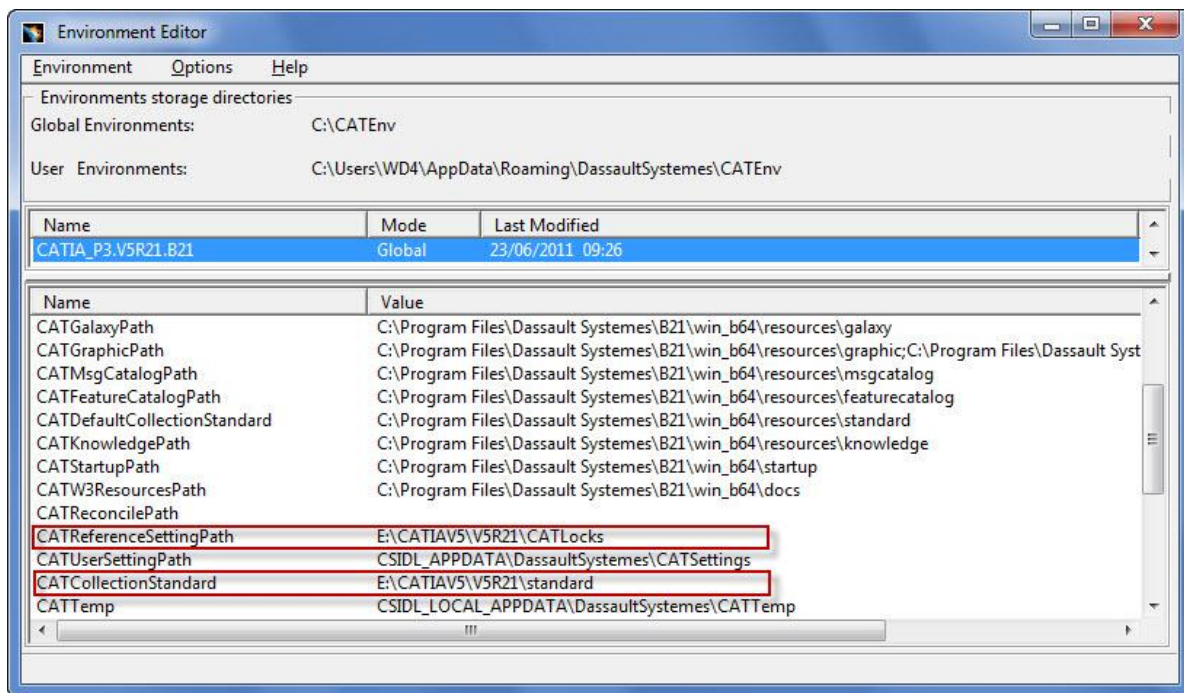 Environment Editor
Environment Options Help
Environments storage directories
Global Environments: C:\CATEnv
User Environments: C:\Users\WD4\AppData\Roaming\DassaultSystemes\CATEnv
Name Mode Last Modified
CATIA_P3.V5R21.B21 Global 23/06/2011 09:26
Name Value
CATGalaxyPath C:\Program Files\Dassault Systemes\B21\win_b64\resources\galaxy
CATGraphicPath C:\Program Files\Dassault Systemes\B21\win_b64\resources\graphic;C:\Program Files\Dassault Syst
CATMsgCatalogPath C:\Program Files\Dassault Systemes\B21\win_b64\resources\msgcatalog
CATFeatureCatalogPath C:\Program Files\Dassault Systemes\B21\win_b64\resources\featurecatalog
CATDefaultCollectionStandard C:\Program Files\Dassault Systemes\B21\win_b64\resources\standard
CATKnowledgePath C:\Program Files\Dassault Systemes\B21\win_b64\resources\knowledge
CATStartupPath C:\Program Files\Dassault Systemes\B21\win_b64\startup
CATW3ResourcesPath C:\Program Files\Dassault Systemes\B21\win_b64\docs
CATReconcilePath
CATReferenceSettingPath E:\CATIAV5\V5R21\CATLocks
CATUserSettingPath CSIDL_APPDATA\DassaultSystemes\CATSettings
CATCollectionStandard E:\CATIAV5\V5R21\standard
CATTemp CSIDL_LOCAL_APPDATA\DassaultSystemes\CATTemp